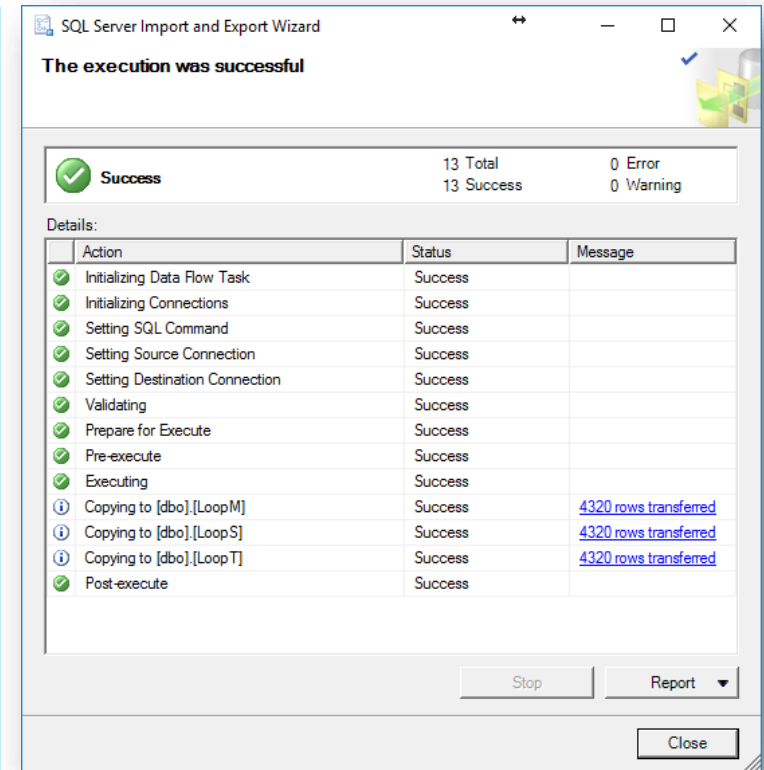 SQL Server Import and Export Wizard
The execution was successful
Success 13 Total 0 Error
13 Success 0 Warning
Details:
Action Status Message
Initializing Data Flow Task Success
Initializing Connections Success
Setting SQL Command Success
Setting Source Connection Success
Setting Destination Connection Success
Validating Success
Prepare for Execute Success
Pre-execute Success
Executing Success
Copying to [dbo].[LoopM] Success 4320 rows transferred
Copying to [dbo].[LoopS] Success 4320 rows transferred
Copying to [dbo].[LoopT] Success 4320 rows transferred
Post-execute Success
Stop Report
Close